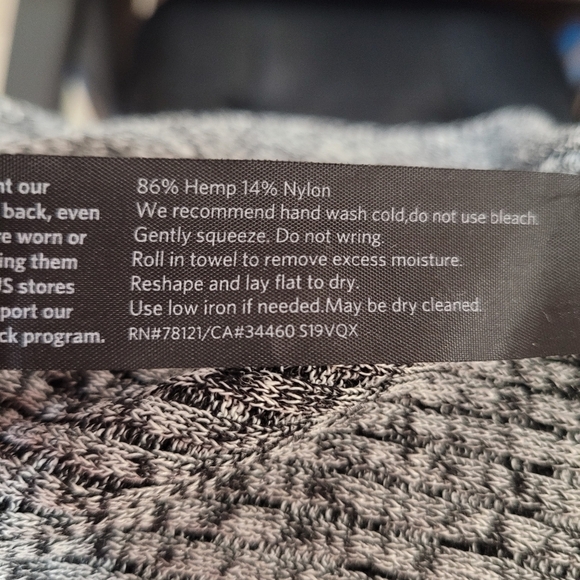 nt our
back, even
re worn or
ing them
US stores
port our
ck program.
86% Hemp 14% Nylon
We recommend hand wash cold,do not use bleach.
Gently squeeze. Do not wring.
Roll in towel to remove excess moisture.
Reshape and lay flat to dry.
Use low iron if needed.May be dry cleaned.
RN#78121/CA#34460 S19VQX